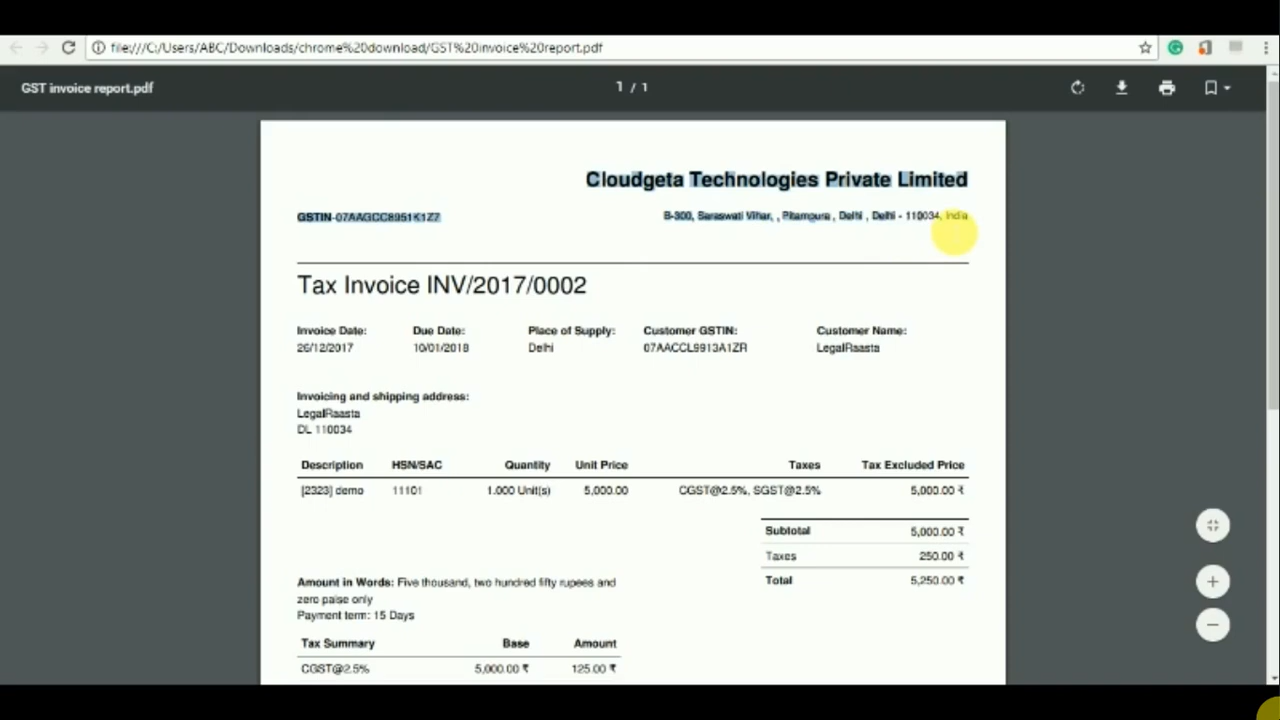 file:///C:/Users/ABC/Downloads/chrome%20download/GST%20invoice%20report.pdf
GST invoice report.pdf
1 / 1
Cloudgeta Technologies Private Limited
GSTIN-07AAGCC8951K1Z7
B-300, Saraswati Vihar, , Pitampura , Delhi , Delhi - 110034, India
Tax Invoice INV/2017/0002
Invoice Date: Due Date: Place of Supply: Customer GSTIN: Customer Name:
26/12/2017 10/01/2018 Delhi 07AACCL9913A1ZR LegalRaasta
Invoicing and shipping address:
LegalRaasta
DL 110034
Description HSN/SAC Quantity Unit Price Taxes Tax Excluded Price
[2323] demo 11101 1.000 Unit(s) 5,000.00 CGST@2.5%, SGST@2.5% 5,000.00 ₹
Subtotal 5,000.00 ₹
Taxes 250.00 ₹
Total 5,250.00 ₹
Amount in Words: Five thousand, two hundred fifty rupees and
zero paise only
Payment term: 15 Days
Tax Summary Base Amount
CGST@2.5% 5,000.00 ₹ 125.00 ₹